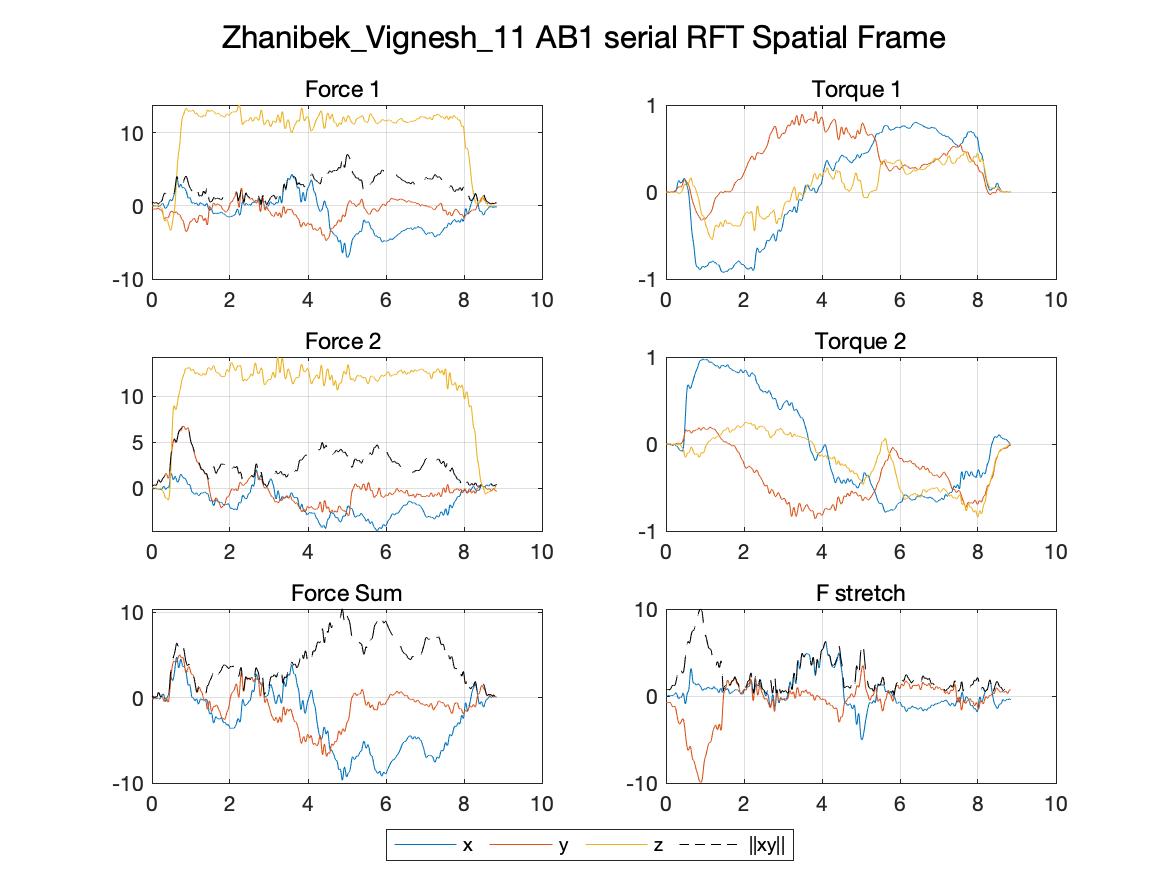 Zhanibek_Vignesh_11 AB1 serial RFT Spatial Frame
Force 1
10
0
-10
0 2 4 6 8 10
Torque 1
1
0
-1
0 2 4 6 8 10
Force 2
10
5
0
0 2 4 6 8 10
Torque 2
1
0
-1
0 2 4 6 8 10
Force Sum
10
0
-10
0 2 4 6 8 10
F stretch
10
0
-10
0 2 4 6 8 10
x y z ||xy||